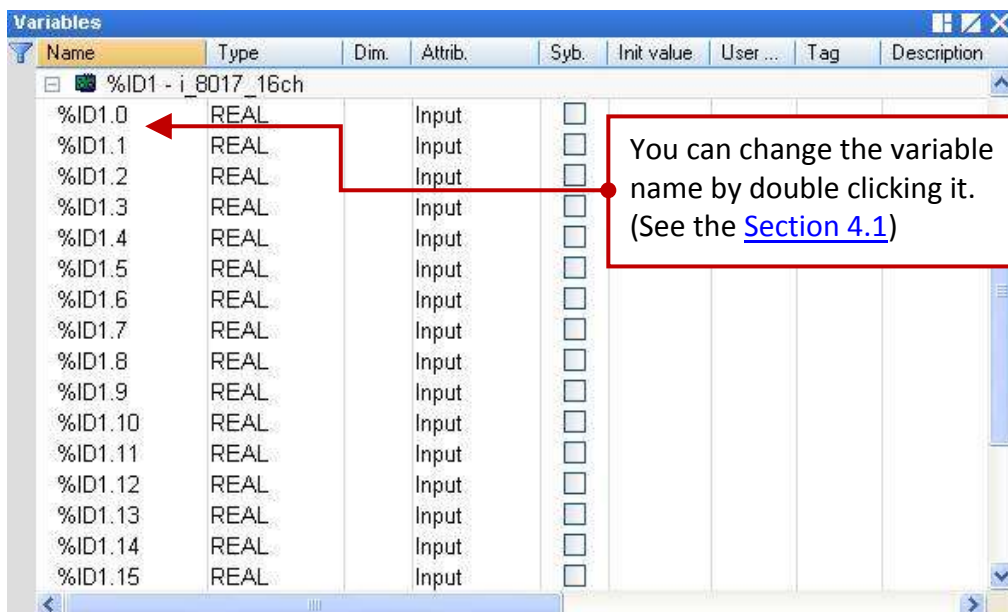 Variables
Name Type Dim. Attrib. Syb. Init value User ... Tag Description
%ID1 - i_8017_16ch
%ID1.0 REAL Input
%ID1.1 REAL Input
%ID1.2 REAL Input
%ID1.3 REAL Input
%ID1.4 REAL Input
%ID1.5 REAL Input
%ID1.6 REAL Input
%ID1.7 REAL Input
%ID1.8 REAL Input
%ID1.9 REAL Input
%ID1.10 REAL Input
%ID1.11 REAL Input
%ID1.12 REAL Input
%ID1.13 REAL Input
%ID1.14 REAL Input
%ID1.15 REAL Input
You can change the variable
name by double clicking it.
(See the Section 4.1)